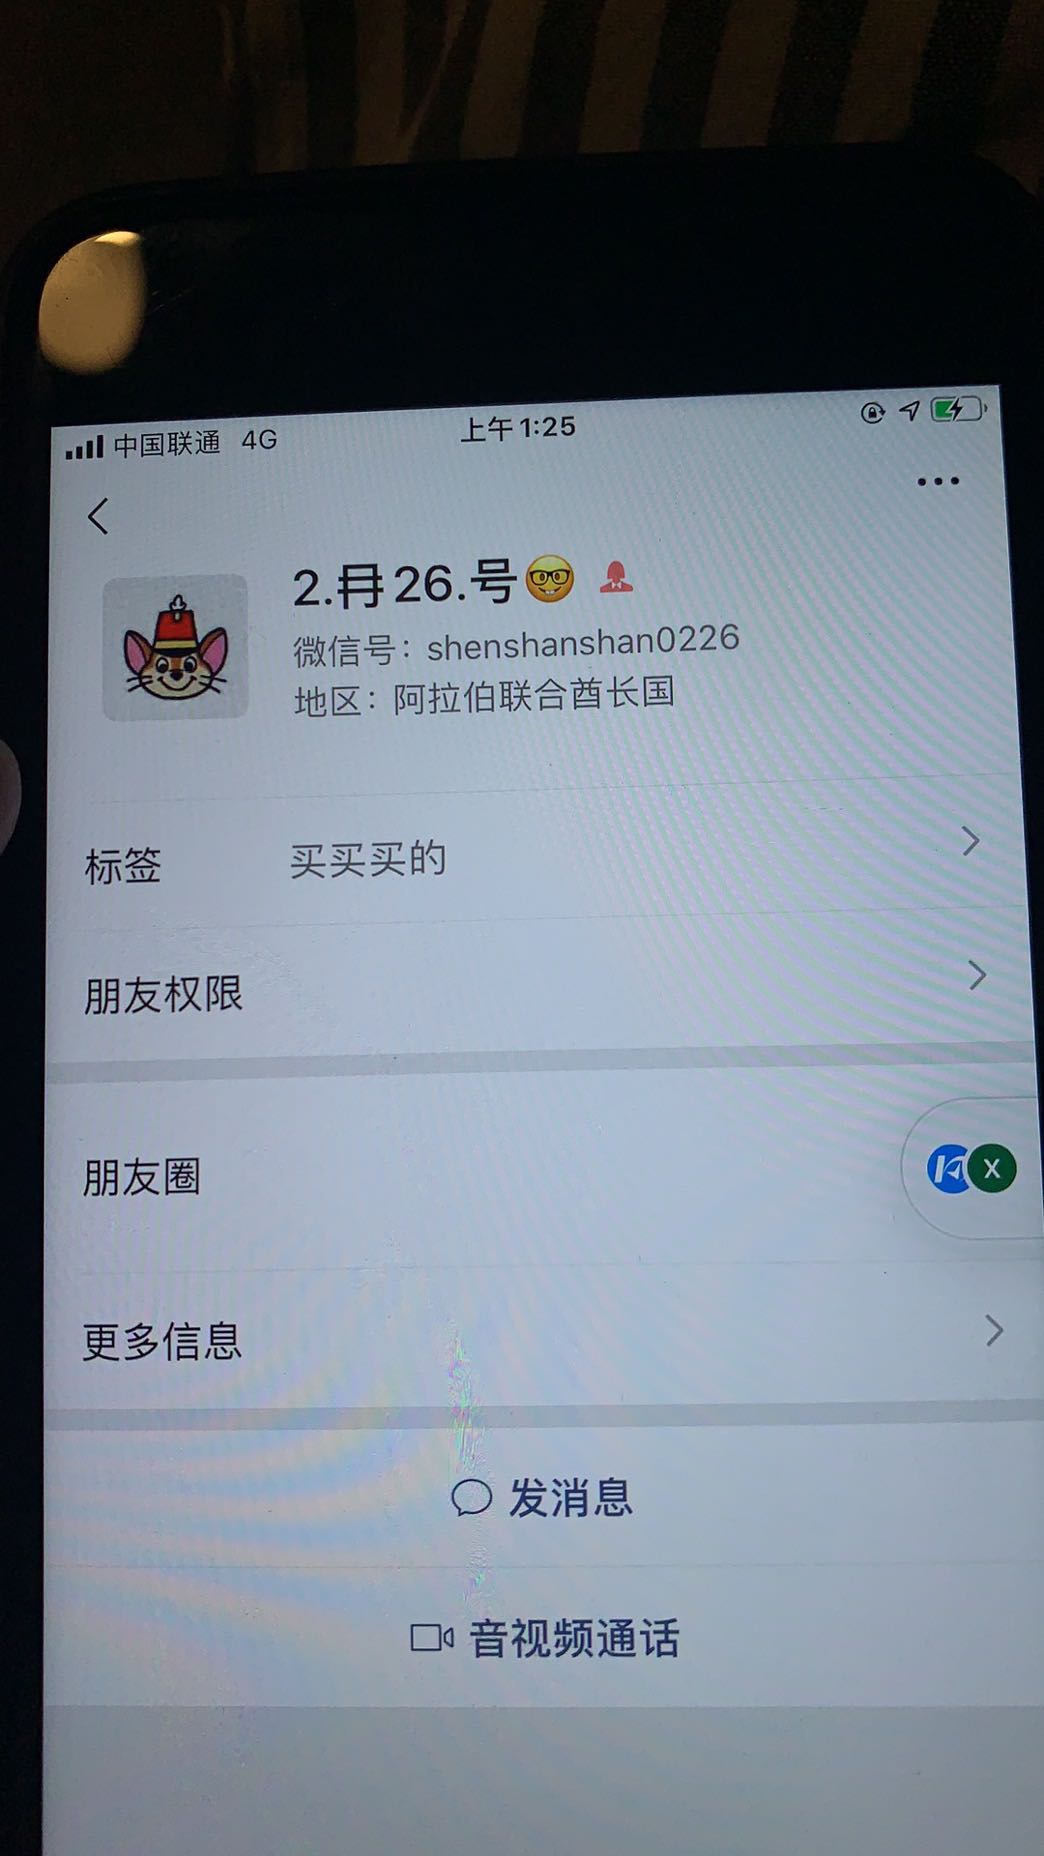 中国联通 4G
上午1:25
2.冄26.号🤓
微信号：shenshanshan0226
地区：阿拉伯联合酋长国
标签 买买买的
朋友权限
朋友圈
X
更多信息
发消息
音视频通话